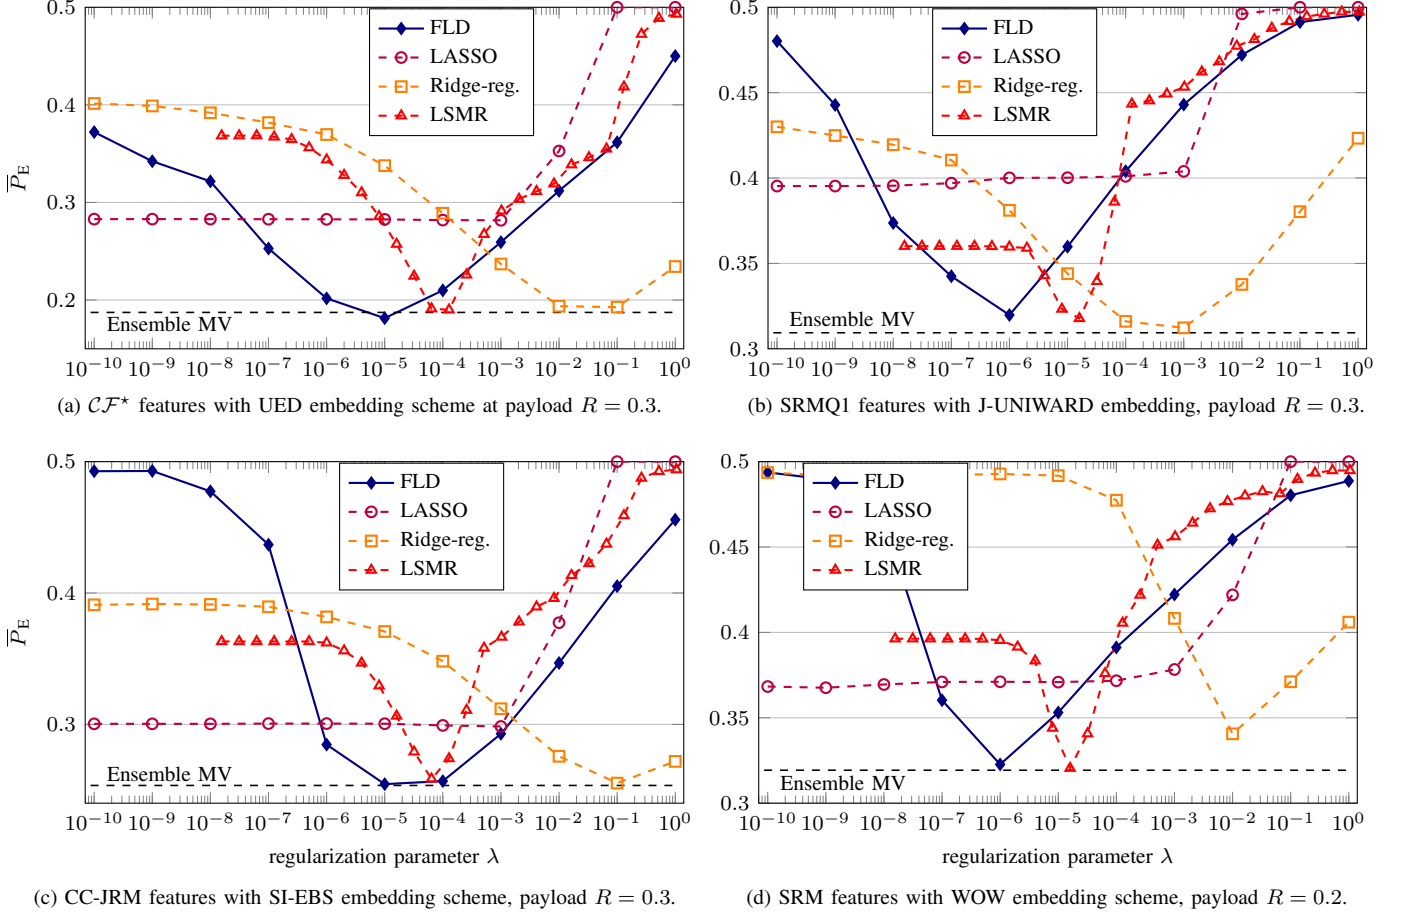 0.5
0.4
0.3
0.2
P̅_E
FLD
LASSO
Ridge-reg.
LSMR
Ensemble MV
10⁻¹⁰ 10⁻⁹ 10⁻⁸ 10⁻⁷ 10⁻⁶ 10⁻⁵ 10⁻⁴ 10⁻³ 10⁻² 10⁻¹ 10⁰
(a) 𝒞ℱ⋆ features with UED embedding scheme at payload R = 0.3.
0.5
0.45
0.4
0.35
0.3
FLD
LASSO
Ridge-reg.
LSMR
Ensemble MV
10⁻¹⁰ 10⁻⁹ 10⁻⁸ 10⁻⁷ 10⁻⁶ 10⁻⁵ 10⁻⁴ 10⁻³ 10⁻² 10⁻¹ 10⁰
(b) SRMQ1 features with J-UNIWARD embedding, payload R = 0.3.
0.5
0.4
0.3
P̅_E
FLD
LASSO
Ridge-reg.
LSMR
Ensemble MV
10⁻¹⁰ 10⁻⁹ 10⁻⁸ 10⁻⁷ 10⁻⁶ 10⁻⁵ 10⁻⁴ 10⁻³ 10⁻² 10⁻¹ 10⁰
regularization parameter λ
(c) CC-JRM features with SI-EBS embedding scheme, payload R = 0.3.
0.5
0.45
0.4
0.35
0.3
FLD
LASSO
Ridge-reg.
LSMR
Ensemble MV
10⁻¹⁰ 10⁻⁹ 10⁻⁸ 10⁻⁷ 10⁻⁶ 10⁻⁵ 10⁻⁴ 10⁻³ 10⁻² 10⁻¹ 10⁰
regularization parameter λ
(d) SRM features with WOW embedding scheme, payload R = 0.2.